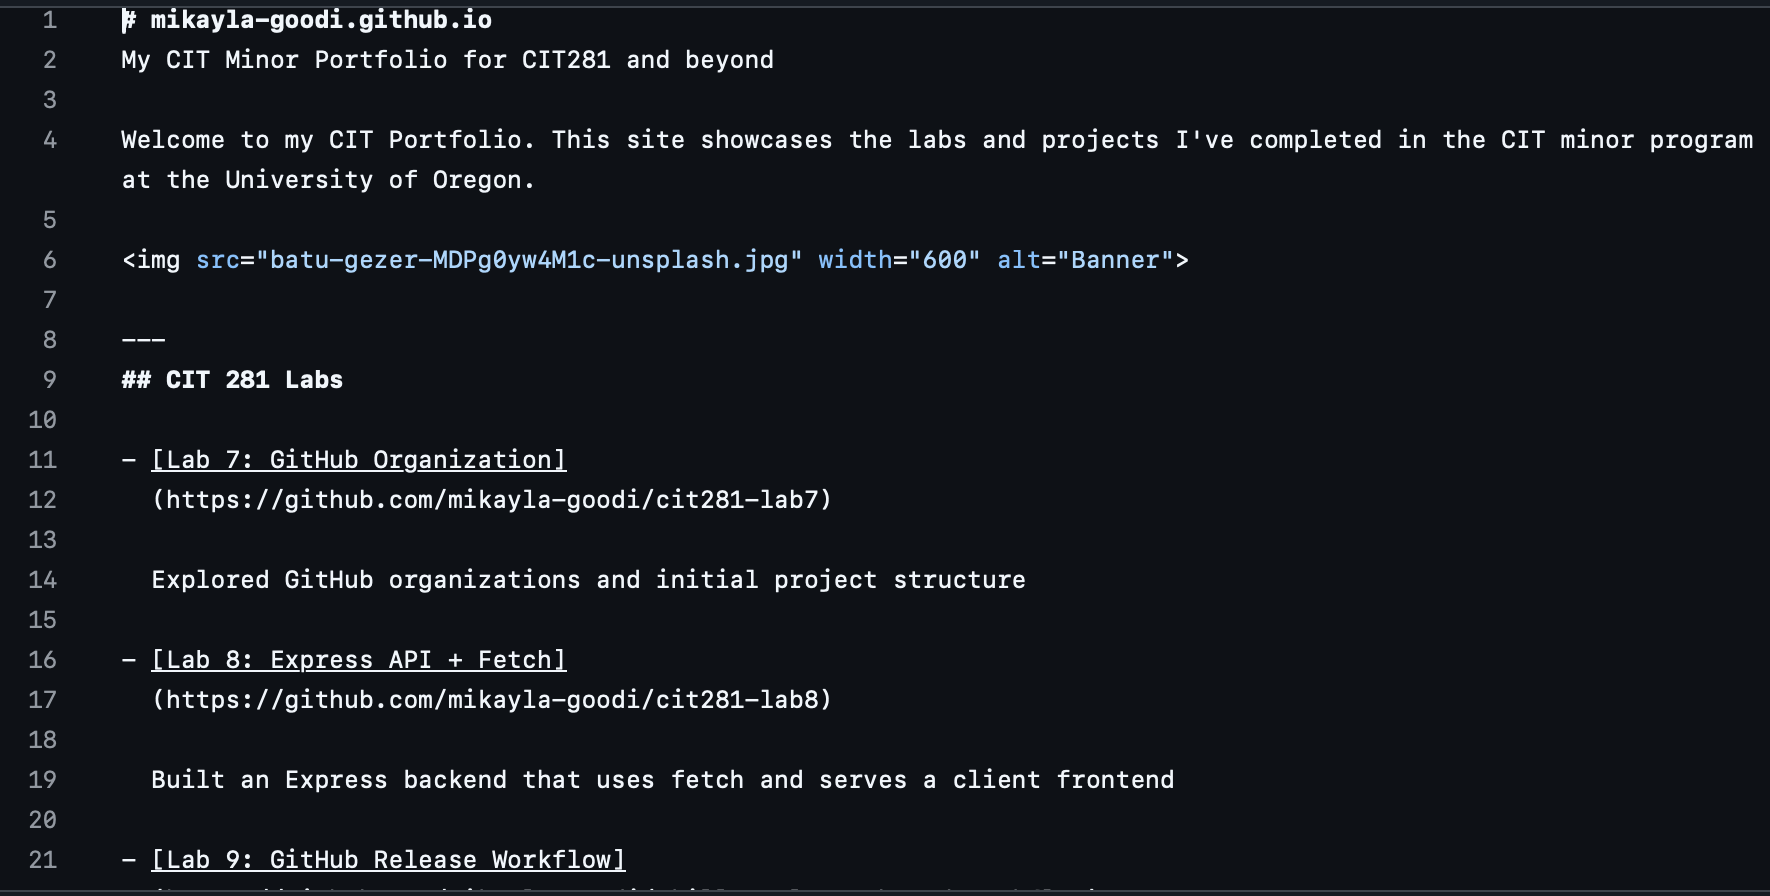 1 # mikayla-goodi.github.io
2 My CIT Minor Portfolio for CIT281 and beyond
3
4 Welcome to my CIT Portfolio. This site showcases the labs and projects I've completed in the CIT minor program
at the University of Oregon.
5
6 <img src="batu-gezer-MDPg0yw4M1c-unsplash.jpg" width="600" alt="Banner">
7
8 ---
9 ## CIT 281 Labs
10
11 - [Lab 7: GitHub Organization]
12 (https://github.com/mikayla-goodi/cit281-lab7)
13
14 Explored GitHub organizations and initial project structure
15
16 - [Lab 8: Express API + Fetch]
17 (https://github.com/mikayla-goodi/cit281-lab8)
18
19 Built an Express backend that uses fetch and serves a client frontend
20
21 - [Lab 9: GitHub Release Workflow]